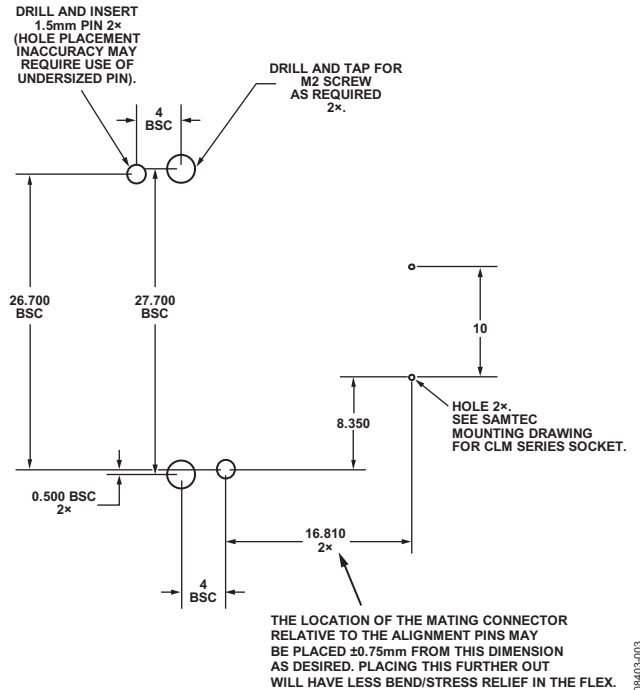 DRILL AND INSERT
1.5mm PIN 2×
(HOLE PLACEMENT
INACCURACY MAY
REQUIRE USE OF
UNDERSIZED PIN).
DRILL AND TAP FOR
M2 SCREW
AS REQUIRED
2×.
4
BSC
26.700
BSC
27.700
BSC
10
8.350
HOLE 2×.
SEE SAMTEC
MOUNTING DRAWING
FOR CLM SERIES SOCKET.
0.500 BSC
2×
16.810
2×
4
BSC
THE LOCATION OF THE MATING CONNECTOR
RELATIVE TO THE ALIGNMENT PINS MAY
BE PLACED ±0.75mm FROM THIS DIMENSION
AS DESIRED. PLACING THIS FURTHER OUT
WILL HAVE LESS BEND/STRESS RELIEF IN THE FLEX.
08403-003